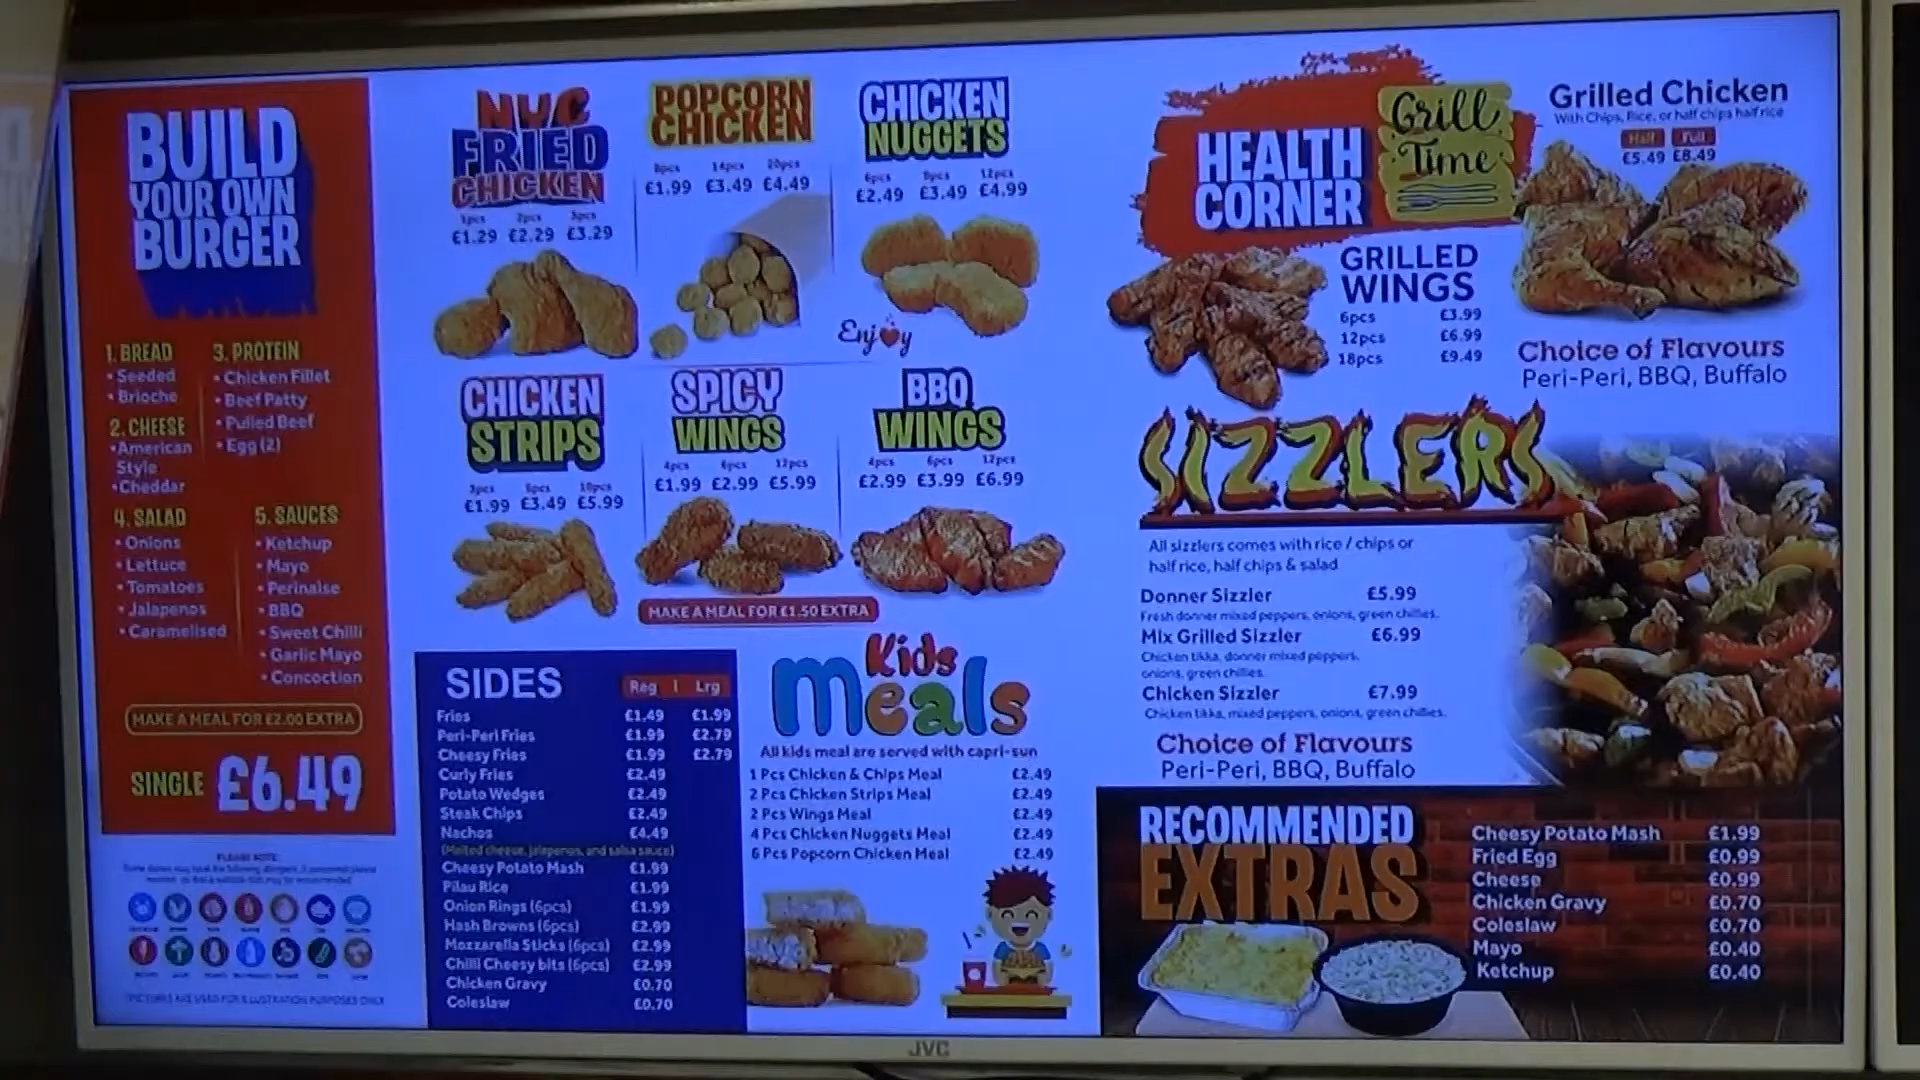 BUILD
YOUR OWN
BURGER
1. BREAD
• Seeded
• Brioche
2. CHEESE
• American
Style
• Cheddar
3. PROTEIN
• Chicken Fillet
• Beef Patty
• Pulled Beef
• Egg (2)
4. SALAD
• Onions
• Lettuce
• Tomatoes
• Jalapenos
• Caramelised
5. SAUCES
• Ketchup
• Mayo
• Perinaise
• BBQ
• Sweet Chilli
• Garlic Mayo
• Concoction
MAKE A MEAL FOR £2.00 EXTRA
SINGLE £6.49
PLEASE NOTE:
PICTURES ARE USED FOR ILLUSTRATION PURPOSES ONLY
NYC
FRIED
CHICKEN
1pcs 2pcs 3pcs
£1.29 £2.29 £3.29
POPCORN
CHICKEN
8pcs 14pcs 20pcs
£1.99 £3.49 £4.49
CHICKEN
NUGGETS
6pcs 9pcs 12pcs
£2.49 £3.49 £4.99
Enjoy
CHICKEN
STRIPS
3pcs 5pcs 10pcs
£1.99 £3.49 £5.99
SPICY
WINGS
4pcs 6pcs 12pcs
£1.99 £2.99 £5.99
BBQ
WINGS
4pcs 6pcs 12pcs
£2.99 £3.99 £6.99
MAKE A MEAL FOR £1.50 EXTRA
SIDES
Reg | Lrg
Fries £1.49 £1.99
Peri-Peri Fries £1.99 £2.79
Cheesy Fries £1.99 £2.79
Curly Fries £2.49
Potato Wedges £2.49
Steak Chips £2.49
Nachos £4.49
(Melted cheese, jalapenos, and salsa sauce)
Cheesy Potato Mash £1.99
Pilau Rice £1.99
Onion Rings (6pcs) £1.99
Hash Browns (6pcs) £2.99
Mozzarella Sticks (6pcs) £2.99
Chilli Cheesy bits (6pcs) £2.99
Chicken Gravy £0.70
Coleslaw £0.70
Kids
Meals
All kids meal are served with capri-sun
1 Pcs Chicken & Chips Meal £2.49
2 Pcs Chicken Strips Meal £2.49
2 Pcs Wings Meal £2.49
4 Pcs Chicken Nuggets Meal £2.49
6 Pcs Popcorn Chicken Meal £2.49
HEALTH
CORNER
Grill
Time
Grilled Chicken
With Chips, Rice, or half chips half rice
Half Full
£5.49 £8.49
GRILLED
WINGS
6pcs £3.99
12pcs £6.99
18pcs £9.49
Choice of Flavours
Peri-Peri, BBQ, Buffalo
SIZZLERS
All sizzlers comes with rice / chips or
half rice, half chips & salad
Donner Sizzler £5.99
Fresh donner mixed peppers, onions, green chillies.
Mix Grilled Sizzler £6.99
Chicken tikka, donner mixed peppers,
onions, green chillies.
Chicken Sizzler £7.99
Chicken tikka, mixed peppers, onions, green chillies.
Choice of Flavours
Peri-Peri, BBQ, Buffalo
RECOMMENDED
EXTRAS
Cheesy Potato Mash £1.99
Fried Egg £0.99
Cheese £0.99
Chicken Gravy £0.70
Coleslaw £0.70
Mayo £0.40
Ketchup £0.40
JVC